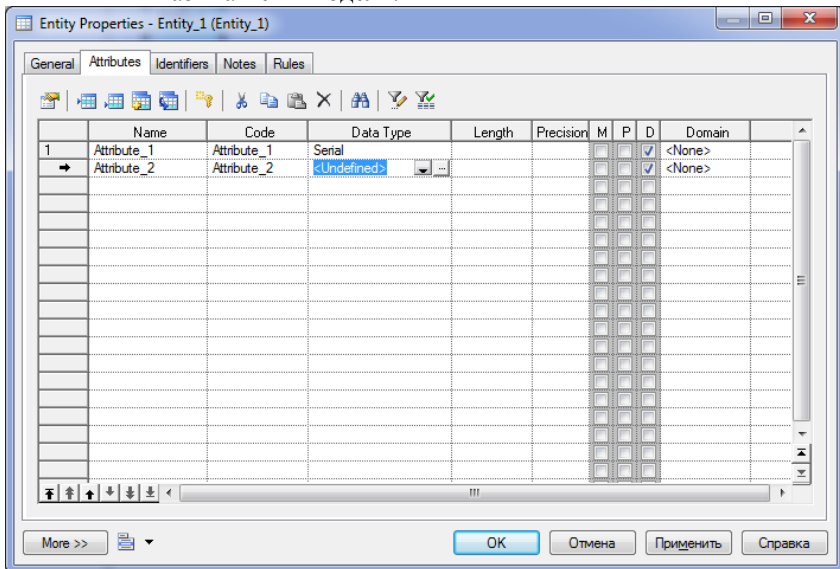 Entity Properties - Entity_1 (Entity_1)
General Attributes Identifiers Notes Rules
Name Code Data Type Length Precision M P D Domain
1 Attribute_1 Attribute_1 Serial <None>
Attribute_2 Attribute_2 <Undefined> ... <None>
More >> OK Отмена Применить Справка